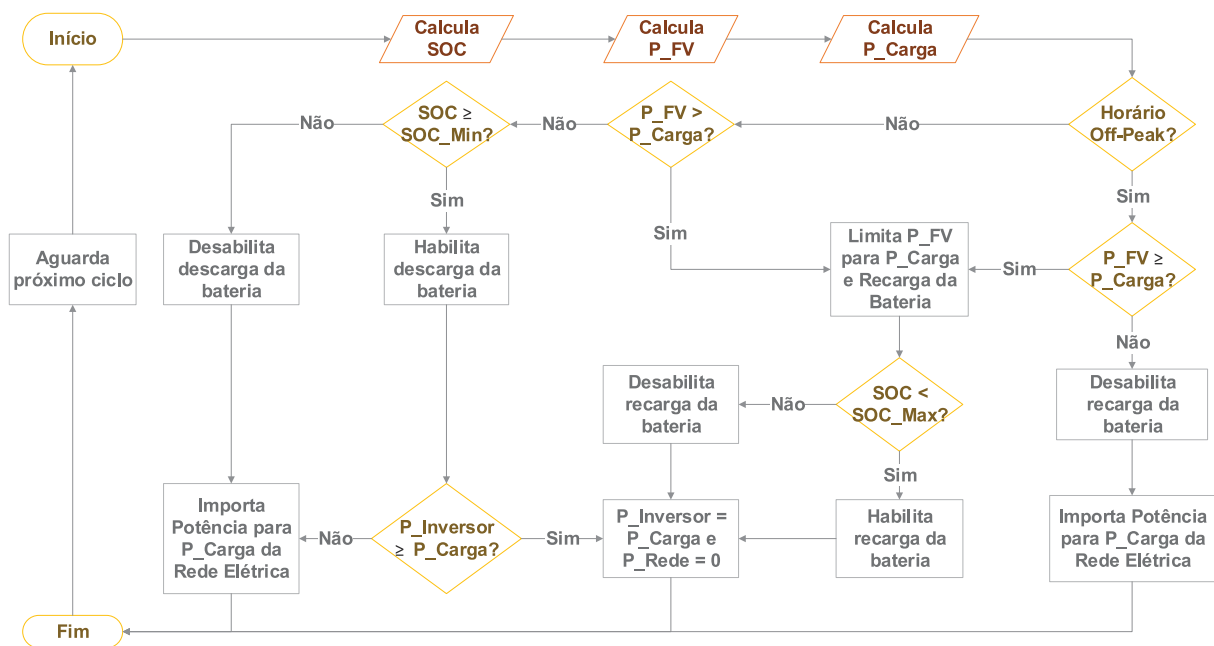 Início
Calcula
SOC
Calcula
P_FV
Calcula
P_Carga
SOC ≥
SOC_Min?
P_FV >
P_Carga?
Horário
Off-Peak?
Não
Não
Não
Sim
Sim
Sim
Aguarda
próximo ciclo
Desabilita
descarga da
bateria
Habilita
descarga da
bateria
Limita P_FV
para P_Carga
e Recarga da
Bateria
Sim
P_FV ≥
P_Carga?
Não
Desabilita
recarga da
bateria
Não
SOC <
SOC_Max?
Desabilita
recarga da
bateria
Sim
Importa
Potência para
P_Carga da
Rede Elétrica
Não
P_Inversor
≥ P_Carga?
Sim
P_Inversor =
P_Carga e
P_Rede = 0
Habilita
recarga da
bateria
Importa Potência
para P_Carga da
Rede Elétrica
Fim